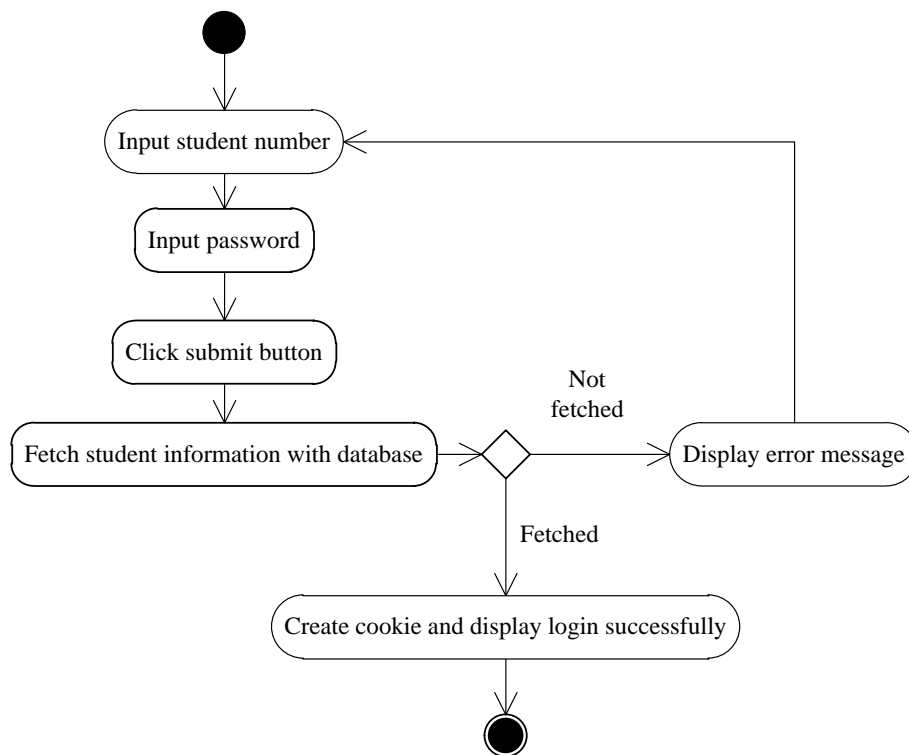 Input student number
Input password
Click submit button
Not
fetched
Fetch student information with database
Display error message
Fetched
Create cookie and display login successfully